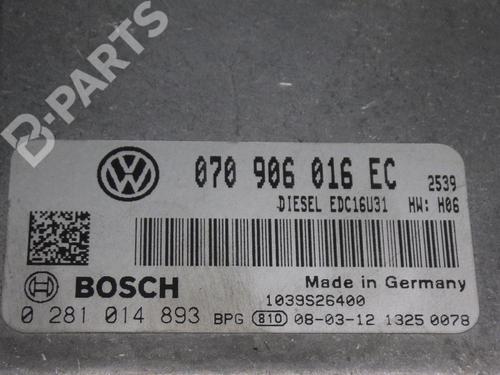 B-PARTS
070 906 016 EC 2539
DIESEL EDC16U31 HW: H06
BOSCH
Made in Germany
1039S26400
0 281 014 893 BPG 810 08-03-12 1325 0078